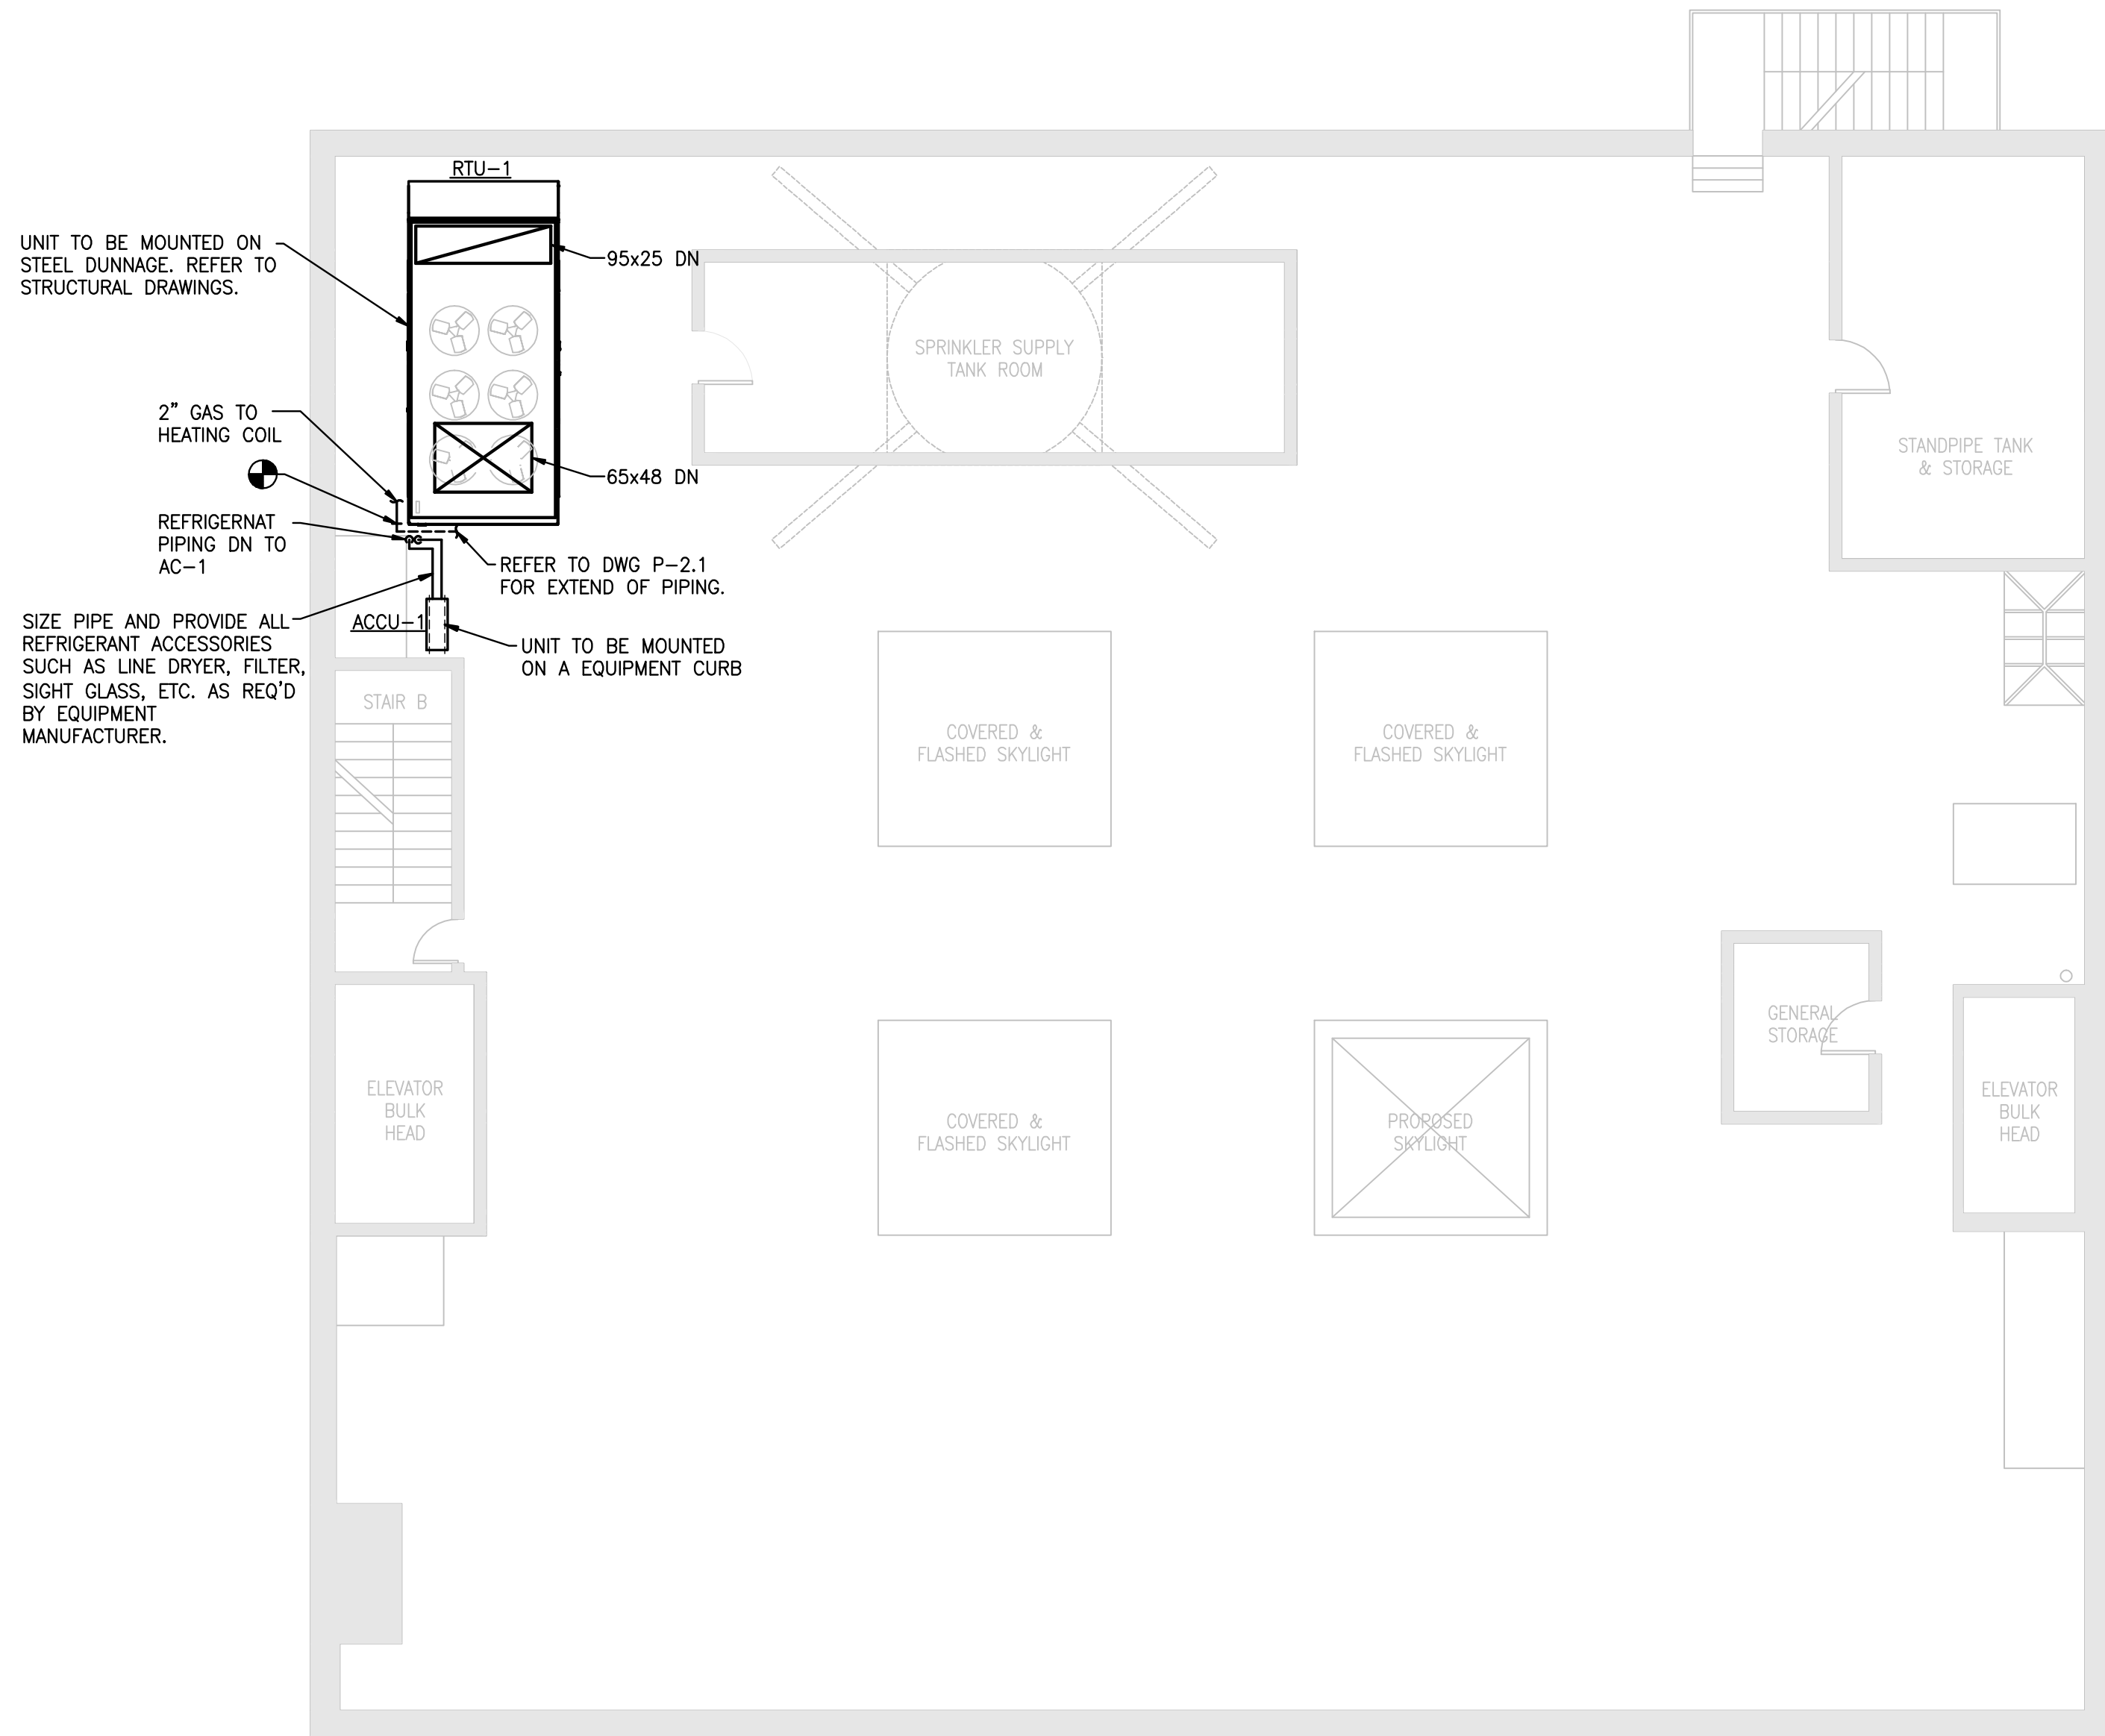 RTU-1
UNIT TO BE MOUNTED ON
STEEL DUNNAGE. REFER TO
STRUCTURAL DRAWINGS.
95x25 DN
SPRINKLER SUPPLY
TANK ROOM
2" GAS TO
HEATING COIL
65x48 DN
STANDPIPE TANK
& STORAGE
REFRIGERNAT
PIPING DN TO
AC-1
REFER TO DWG P-2.1
FOR EXTEND OF PIPING.
SIZE PIPE AND PROVIDE ALL
REFRIGERANT ACCESSORIES
SUCH AS LINE DRYER, FILTER,
SIGHT GLASS, ETC. AS REQ'D
BY EQUIPMENT
MANUFACTURER.
ACCU-1
UNIT TO BE MOUNTED
ON A EQUIPMENT CURB
STAIR B
COVERED &
FLASHED SKYLIGHT
COVERED &
FLASHED SKYLIGHT
GENERAL
STORAGE
ELEVATOR
BULK
HEAD
COVERED &
FLASHED SKYLIGHT
PROPOSED
SKYLIGHT
ELEVATOR
BULK
HEAD